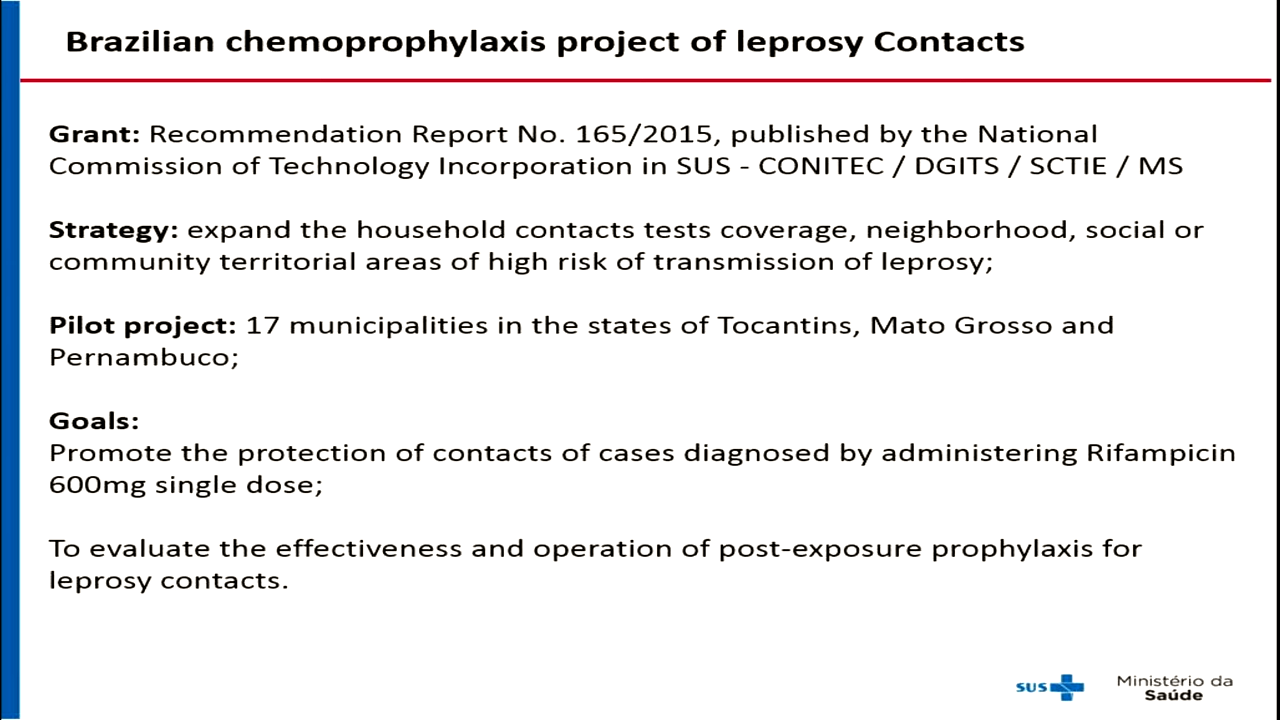 Brazilian chemoprophylaxis project of leprosy Contacts
Grant: Recommendation Report No. 165/2015, published by the National
Commission of Technology Incorporation in SUS - CONITEC / DGITS / SCTIE / MS
Strategy: expand the household contacts tests coverage, neighborhood, social or
community territorial areas of high risk of transmission of leprosy;
Pilot project: 17 municipalities in the states of Tocantins, Mato Grosso and
Pernambuco;
Goals:
Promote the protection of contacts of cases diagnosed by administering Rifampicin
600mg single dose;
To evaluate the effectiveness and operation of post-exposure prophylaxis for
leprosy contacts.
SUS
Ministério da
Saúde